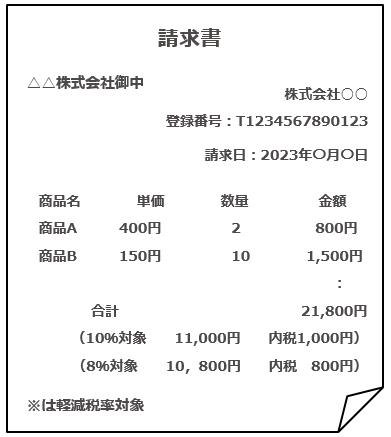 請求書
△△株式会社御中
株式会社○○
登録番号：T1234567890123
請求日：2023年〇月〇日
商品名 単価 数量 金額
商品A 400円 2 800円
商品B 150円 10 1,500円
：
合計 21,800円
（10%対象 11,000円 内税1,000円）
（8%対象 10，800円 内税 800円）
※は軽減税率対象